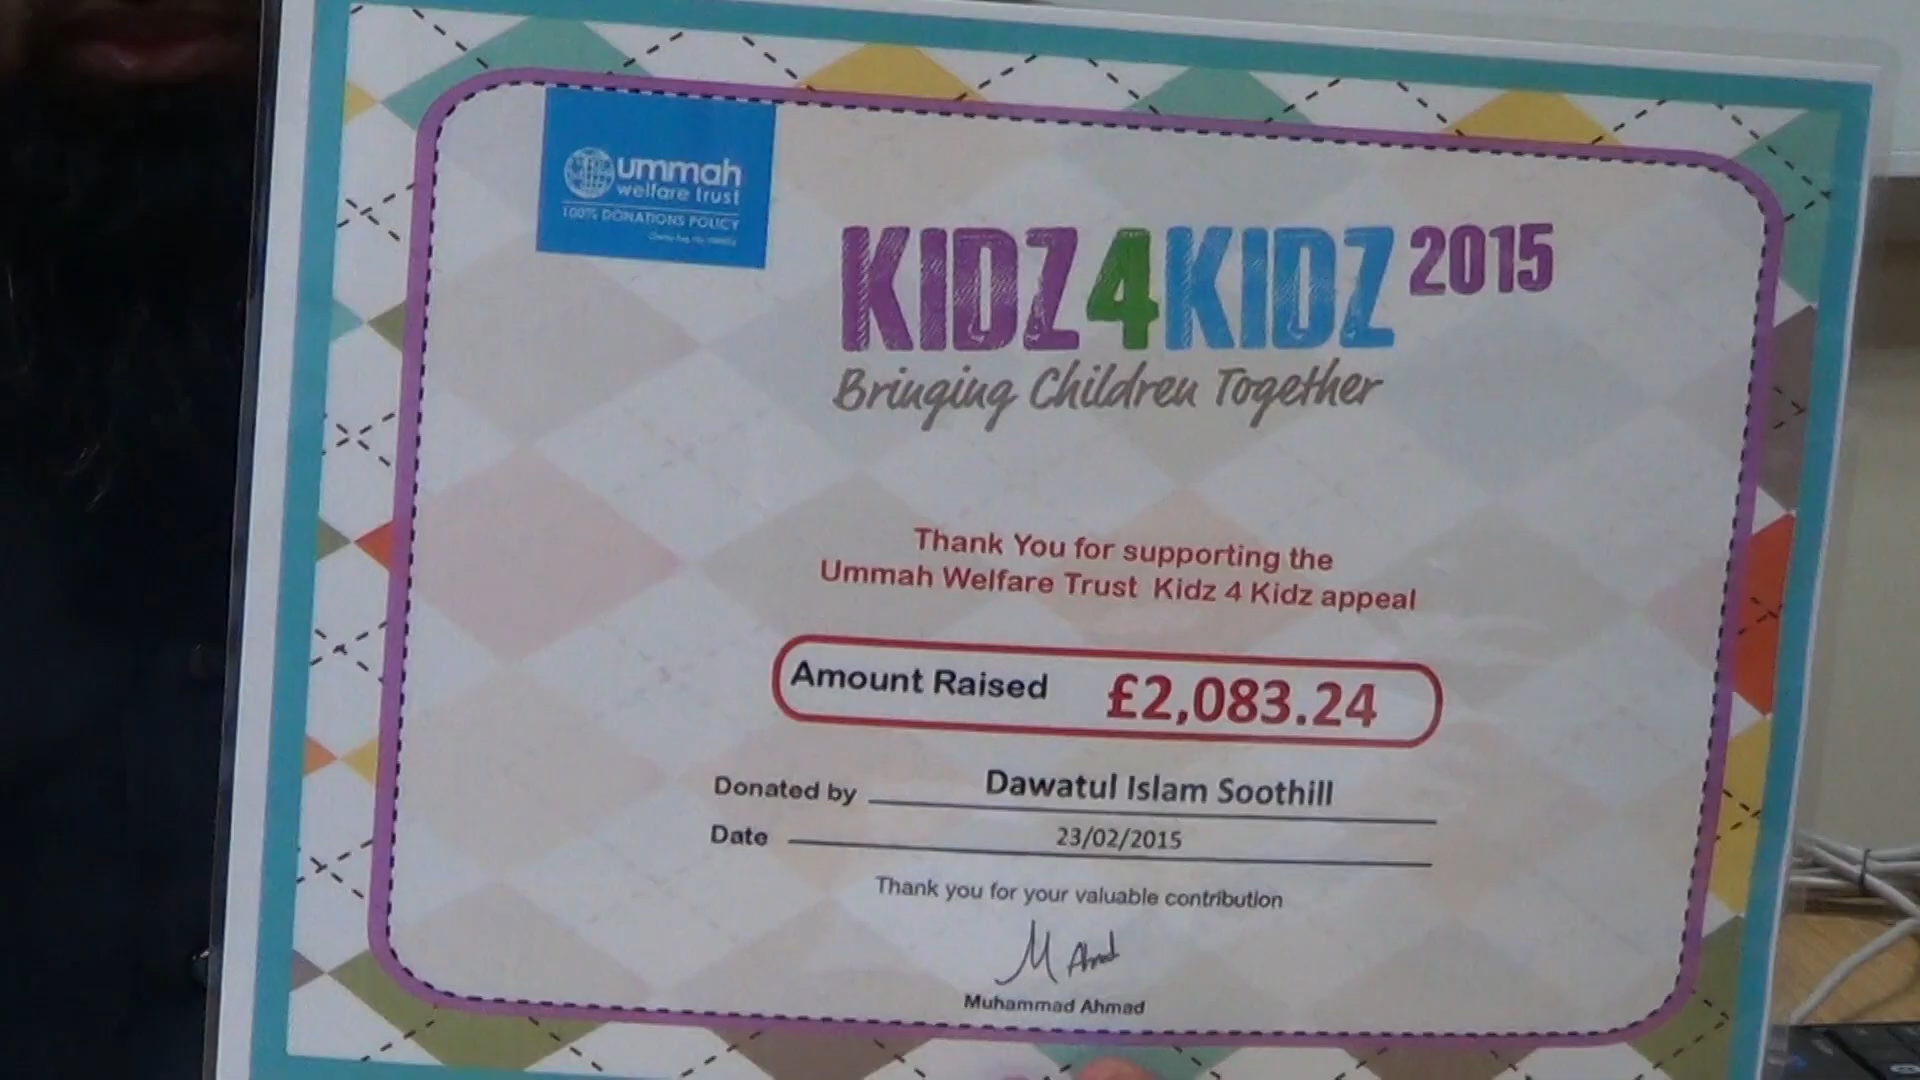 ummah
welfare trust
100% DONATIONS POLICY
KIDZ4KIDZ 2015
Bringing Children Together
Thank You for supporting the
Ummah Welfare Trust Kidz 4 Kidz appeal
Amount Raised £2,083.24
Donated by Dawatul Islam Soothill
Date 23/02/2015
Thank you for your valuable contribution
M Ahmd
Muhammad Ahmad